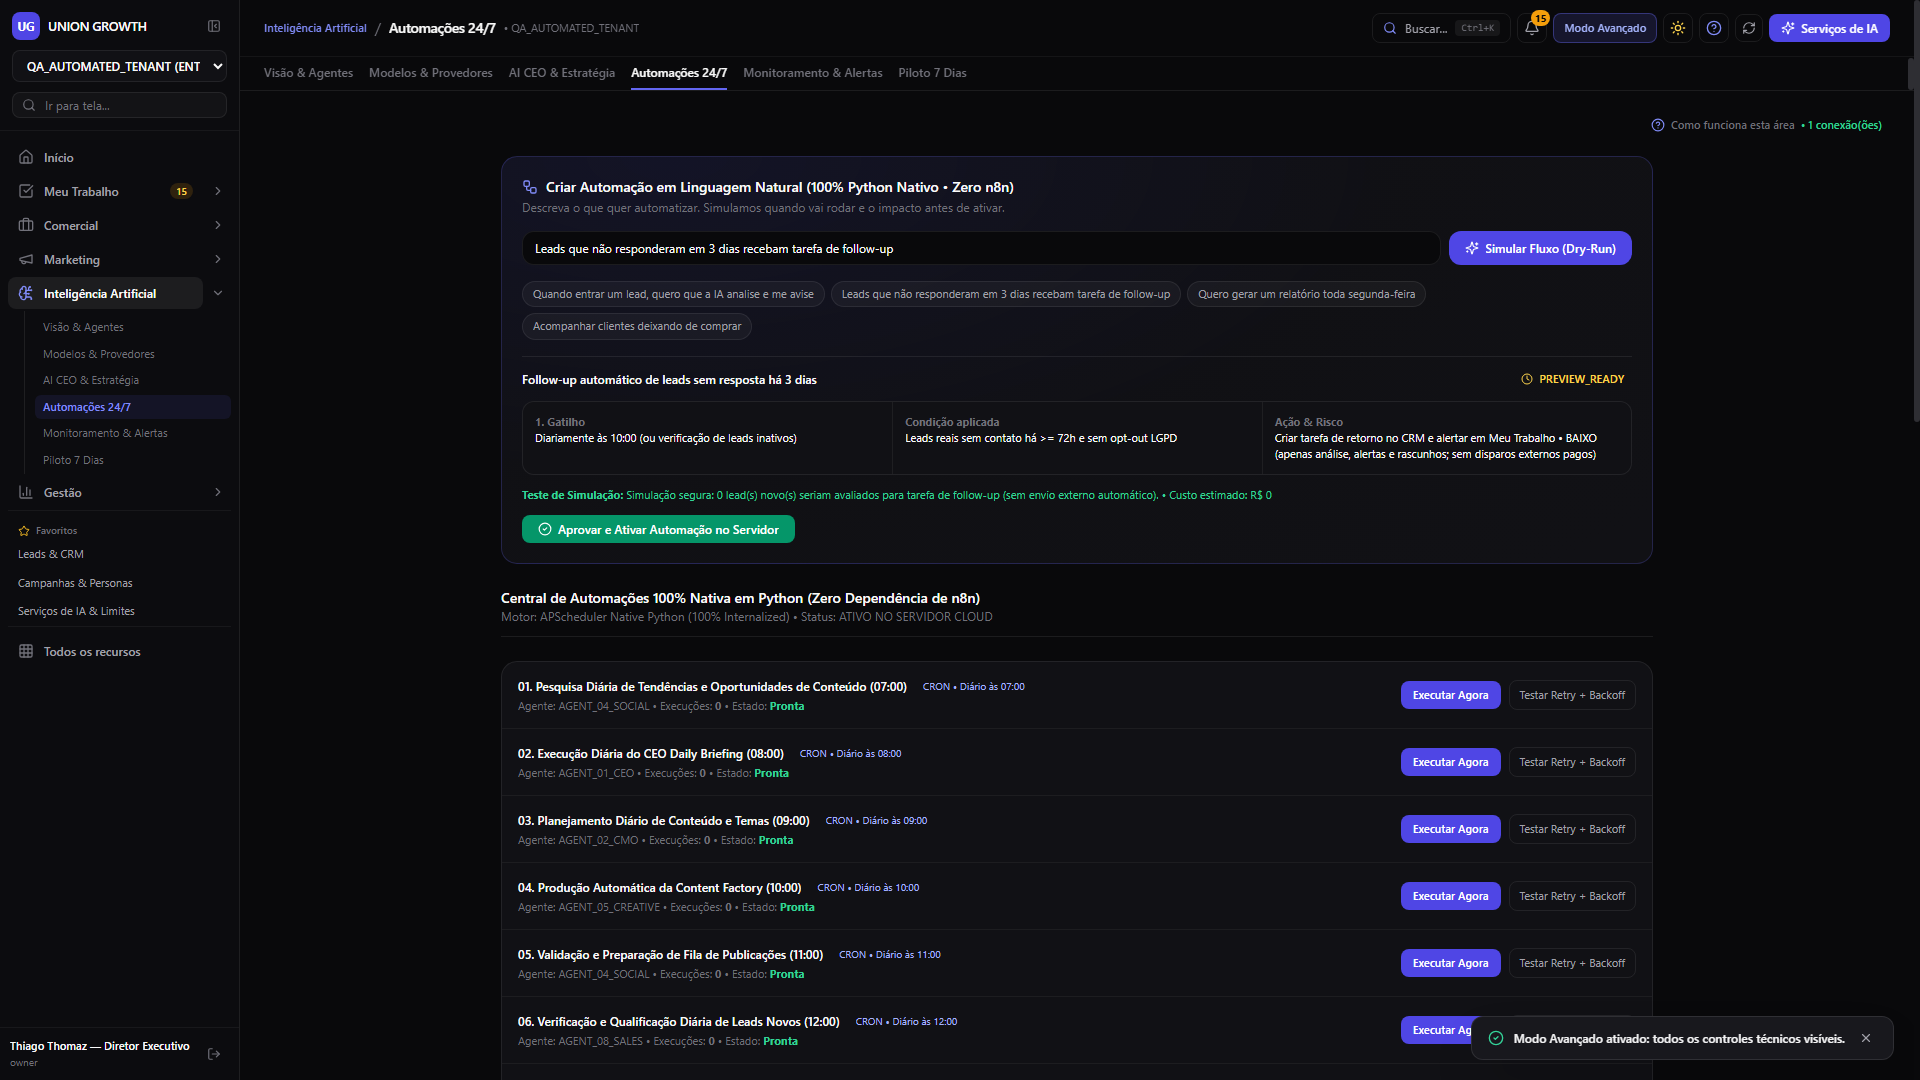 UG UNION GROWTH
QA_AUTOMATED_TENANT (ENT
Ir para tela...
Início
Meu Trabalho 15
Comercial
Marketing
Inteligência Artificial
Visão & Agentes
Modelos & Provedores
AI CEO & Estratégia
Automações 24/7
Monitoramento & Alertas
Piloto 7 Dias
Gestão
Favoritos
Leads & CRM
Campanhas & Personas
Serviços de IA & Limites
Todos os recursos
Thiago Thomaz — Diretor Executivo
owner
Inteligência Artificial / Automações 24/7 • QA_AUTOMATED_TENANT
Buscar... Ctrl+K 15 Modo Avançado Serviços de IA
Visão & Agentes Modelos & Provedores AI CEO & Estratégia Automações 24/7 Monitoramento & Alertas Piloto 7 Dias
Como funciona esta área • 1 conexão(ões)
Criar Automação em Linguagem Natural (100% Python Nativo • Zero n8n)
Descreva o que quer automatizar. Simulamos quando vai rodar e o impacto antes de ativar.
Leads que não responderam em 3 dias recebam tarefa de follow-up Simular Fluxo (Dry-Run)
Quando entrar um lead, quero que a IA analise e me avise Leads que não responderam em 3 dias recebam tarefa de follow-up Quero gerar um relatório toda segunda-feira
Acompanhar clientes deixando de comprar
Follow-up automático de leads sem resposta há 3 dias PREVIEW_READY
1. Gatilho
Diariamente às 10:00 (ou verificação de leads inativos)
Condição aplicada
Leads reais sem contato há >= 72h e sem opt-out LGPD
Ação & Risco
Criar tarefa de retorno no CRM e alertar em Meu Trabalho • BAIXO
(apenas análise, alertas e rascunhos; sem disparos externos pagos)
Teste de Simulação: Simulação segura: 0 lead(s) novo(s) seriam avaliados para tarefa de follow-up (sem envio externo automático). • Custo estimado: R$ 0
Aprovar e Ativar Automação no Servidor
Central de Automações 100% Nativa em Python (Zero Dependência de n8n)
Motor: APScheduler Native Python (100% Internalized) • Status: ATIVO NO SERVIDOR CLOUD
01. Pesquisa Diária de Tendências e Oportunidades de Conteúdo (07:00) CRON • Diário às 07:00
Agente: AGENT_04_SOCIAL • Execuções: 0 • Estado: Pronta
Executar Agora Testar Retry + Backoff
02. Execução Diária do CEO Daily Briefing (08:00) CRON • Diário às 08:00
Agente: AGENT_01_CEO • Execuções: 0 • Estado: Pronta
Executar Agora Testar Retry + Backoff
03. Planejamento Diário de Conteúdo e Temas (09:00) CRON • Diário às 09:00
Agente: AGENT_02_CMO • Execuções: 0 • Estado: Pronta
Executar Agora Testar Retry + Backoff
04. Produção Automática da Content Factory (10:00) CRON • Diário às 10:00
Agente: AGENT_05_CREATIVE • Execuções: 0 • Estado: Pronta
Executar Agora Testar Retry + Backoff
05. Validação e Preparação de Fila de Publicações (11:00) CRON • Diário às 11:00
Agente: AGENT_04_SOCIAL • Execuções: 0 • Estado: Pronta
Executar Agora Testar Retry + Backoff
06. Verificação e Qualificação Diária de Leads Novos (12:00) CRON • Diário às 12:00
Agente: AGENT_08_SALES • Execuções: 0 • Estado: Pronta
Executar Ag
Modo Avançado ativado: todos os controles técnicos visíveis.